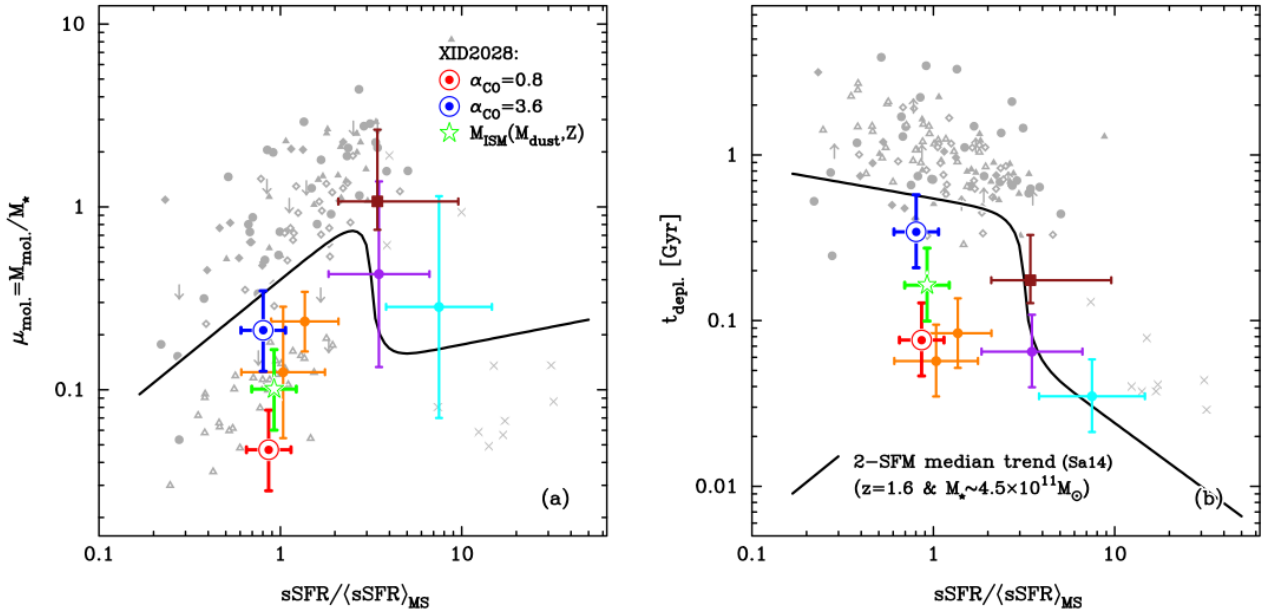 10
1
0.1
μmol.=Mmol./M⋆
XID2028:
αCO=0.8
αCO=3.6
MISM(Mdust,Z)
(a)
0.1
1
10
sSFR/⟨sSFR⟩MS
1
0.1
0.01
tdepl. [Gyr]
2-SFM median trend (Sa14)
(z=1.6 & M⋆~4.5×10¹¹M⊙)
(b)
0.1
1
10
sSFR/⟨sSFR⟩MS